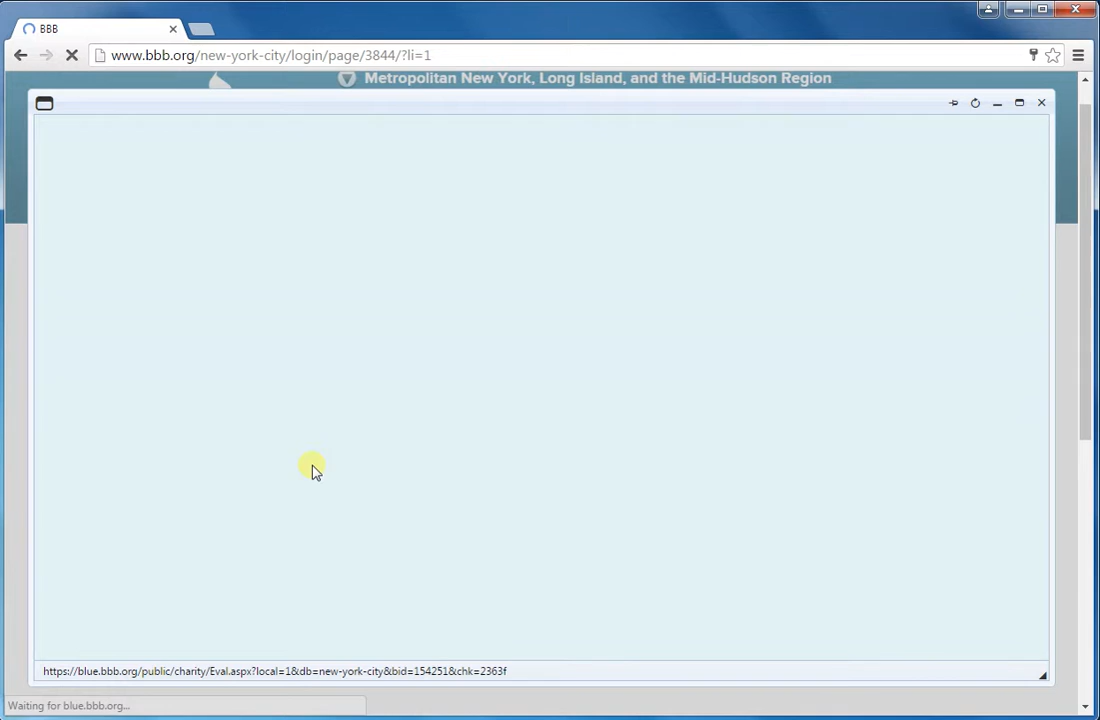 BBB
www.bbb.org/new-york-city/login/page/3844/?li=1
Metropolitan New York, Long Island, and the Mid-Hudson Region
https://blue.bbb.org/public/charity/Eval.aspx?local=1&db=new-york-city&bid=154251&chk=2363f
Waiting for blue.bbb.org...